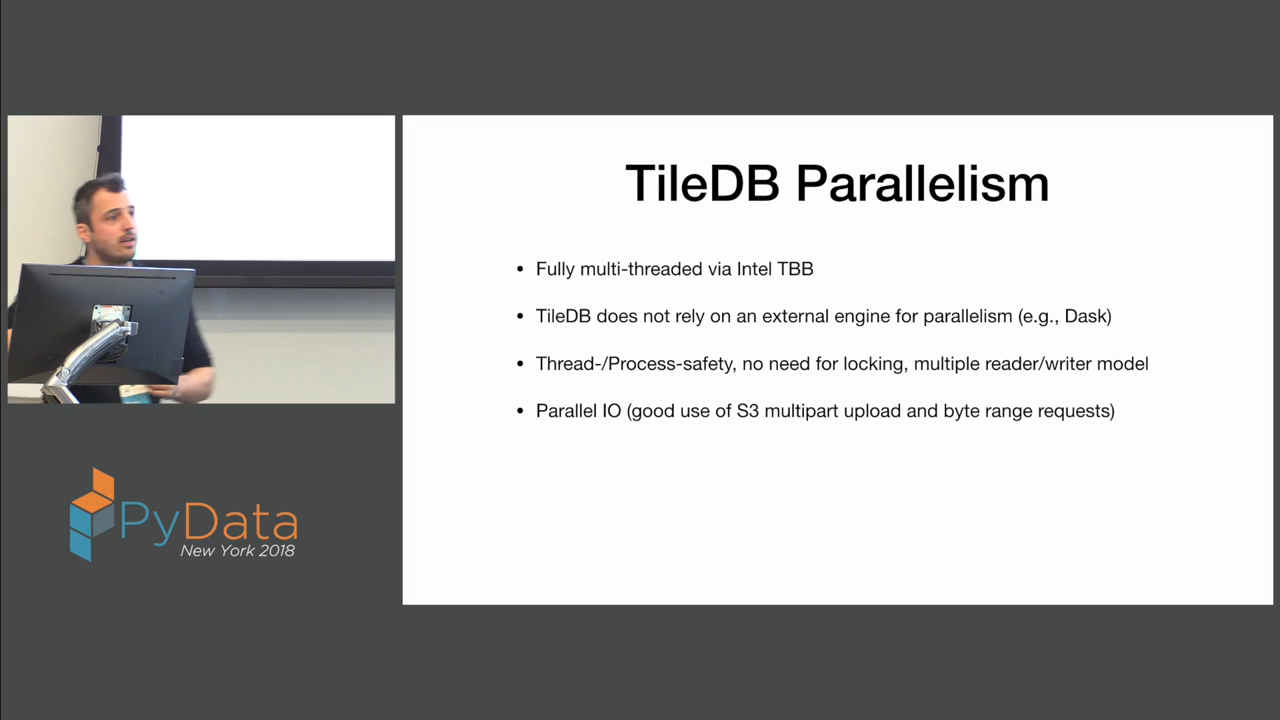 TileDB Parallelism
• Fully multi-threaded via Intel TBB
• TileDB does not rely on an external engine for parallelism (e.g., Dask)
• Thread-/Process-safety, no need for locking, multiple reader/writer model
• Parallel IO (good use of S3 multipart upload and byte range requests)
PyData
New York 2018